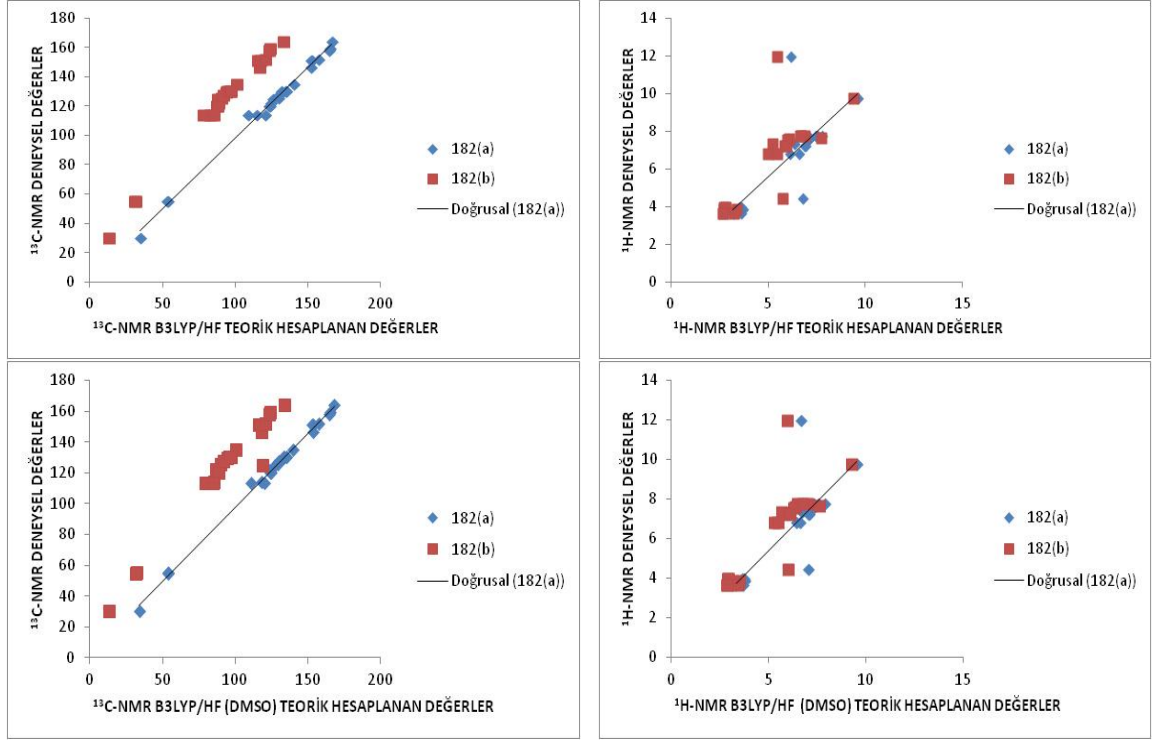 180
160
140
120
100
80
60
40
20
0
¹³C-NMR DENEYSEL DEĞERLER
0 50 100 150 200
¹³C-NMR B3LYP/HF TEORİK HESAPLANAN DEĞERLER
182(a)
182(b)
Doğrusal (182(a))
14
12
10
8
6
4
2
0
¹H-NMR DENEYSEL DEĞERLER
0 5 10 15
¹H-NMR B3LYP/HF TEORİK HESAPLANAN DEĞERLER
182(a)
182(b)
Doğrusal (182(a))
180
160
140
120
100
80
60
40
20
0
¹³C-NMR DENEYSEL DEĞERLER
0 50 100 150 200
¹³C-NMR B3LYP/HF (DMSO) TEORİK HESAPLANAN DEĞERLER
182(a)
182(b)
Doğrusal (182(a))
14
12
10
8
6
4
2
0
¹H-NMR DENEYSEL DEĞERLER
0 5 10 15
¹H-NMR B3LYP/HF (DMSO) TEORİK HESAPLANAN DEĞERLER
182(a)
182(b)
Doğrusal (182(a))